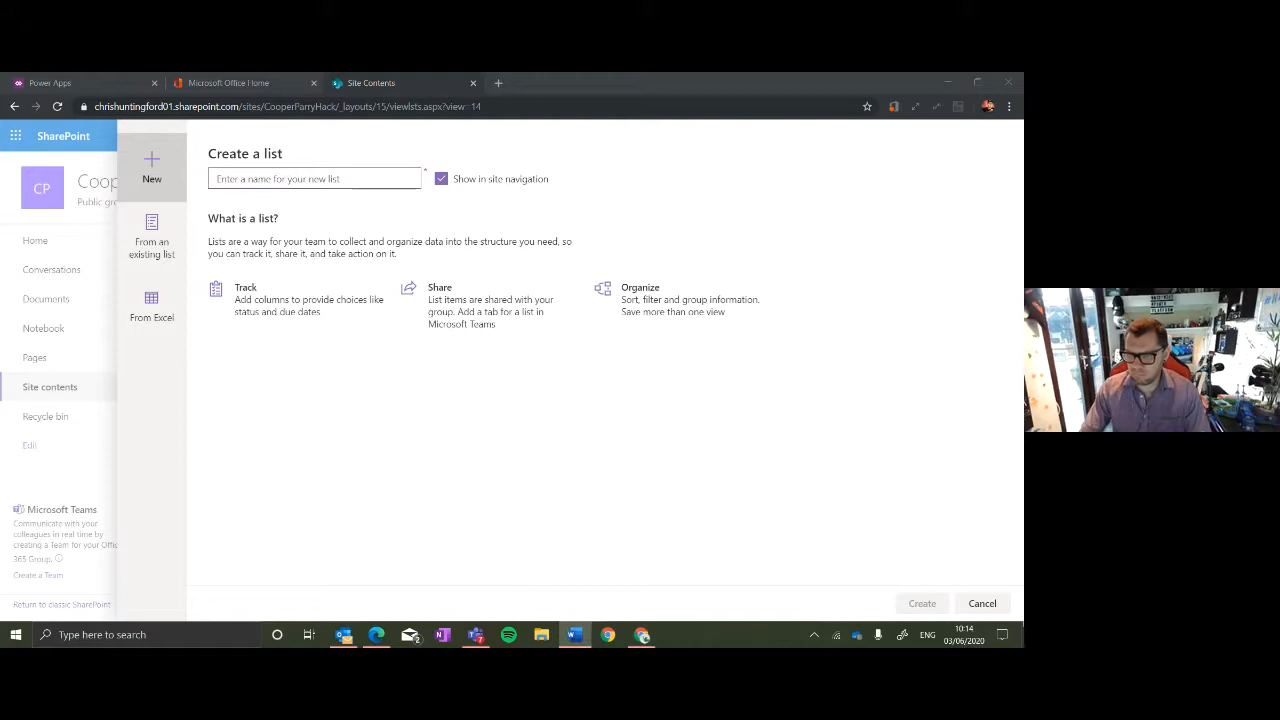 Power Apps
Microsoft Office Home
Site Contents
chrishuntingford01.sharepoint.com/sites/CooperParryHack/_layouts/15/viewlsts.aspx?view=14
SharePoint
CP
Coop
Public gro
Home
Conversations
Documents
Notebook
Pages
Site contents
Recycle bin
Edit
Microsoft Teams
Communicate with your
colleagues in real time by
creating a Team for your Offic
365 Group.
Create a Team
Return to classic SharePoint
New
From an
existing list
From Excel
Create a list
Enter a name for your new list
*
Show in site navigation
What is a list?
Lists are a way for your team to collect and organize data into the structure you need, so
you can track it, share it, and take action on it.
Track
Add columns to provide choices like
status and due dates
Share
List items are shared with your
group. Add a tab for a list in
Microsoft Teams
Organize
Sort, filter and group information.
Save more than one view
Create
Cancel
Type here to search
2
7
ENG
10:14
03/06/2020